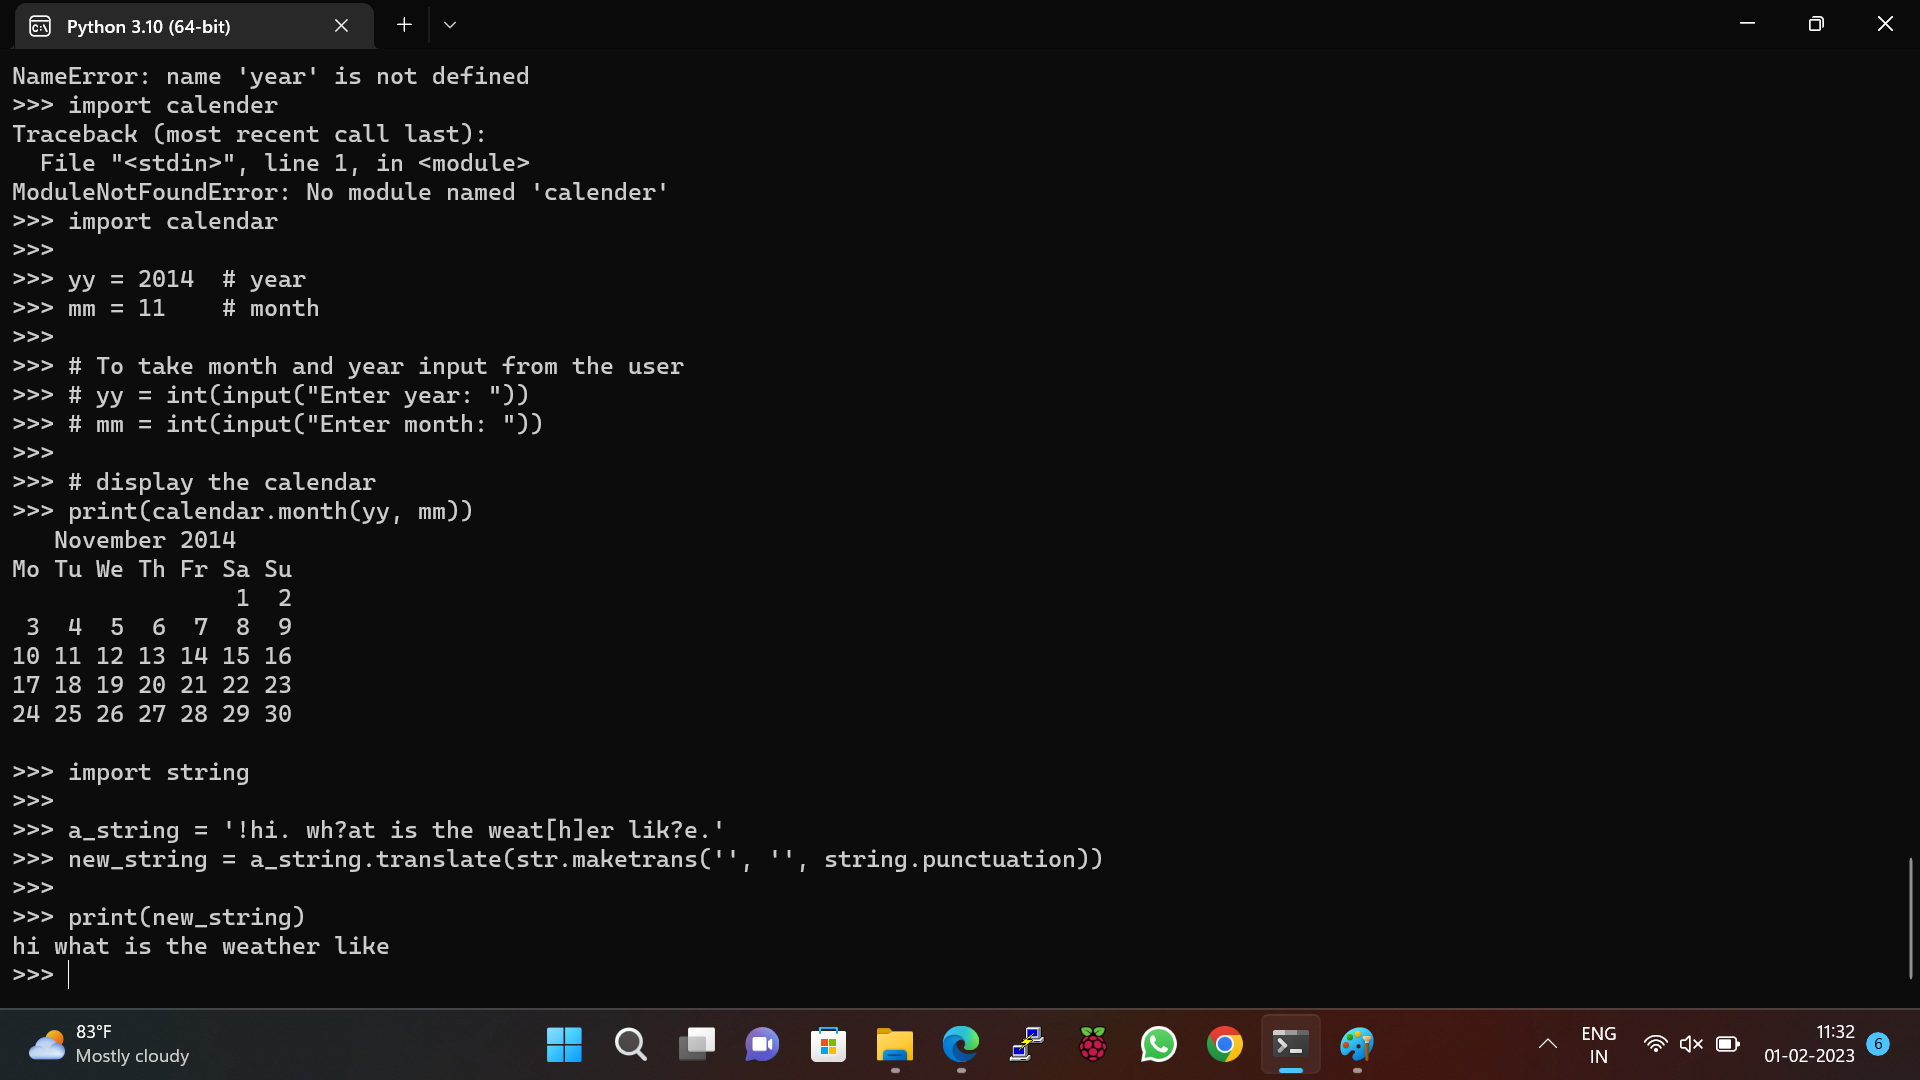 Python 3.10 (64-bit)
NameError: name 'year' is not defined
>>> import calender
Traceback (most recent call last):
  File "<stdin>", line 1, in <module>
ModuleNotFoundError: No module named 'calender'
>>> import calendar
>>>
>>> yy = 2014  # year
>>> mm = 11    # month
>>>
>>> # To take month and year input from the user
>>> # yy = int(input("Enter year: "))
>>> # mm = int(input("Enter month: "))
>>>
>>> # display the calendar
>>> print(calendar.month(yy, mm))
   November 2014
Mo Tu We Th Fr Sa Su
                1  2
 3  4  5  6  7  8  9
10 11 12 13 14 15 16
17 18 19 20 21 22 23
24 25 26 27 28 29 30

>>> import string
>>>
>>> a_string = '!hi. wh?at is the weat[h]er lik?e.'
>>> new_string = a_string.translate(str.maketrans('', '', string.punctuation))
>>>
>>> print(new_string)
hi what is the weather like
>>>
83°F
Mostly cloudy
ENG
IN
11:32
01-02-2023
6